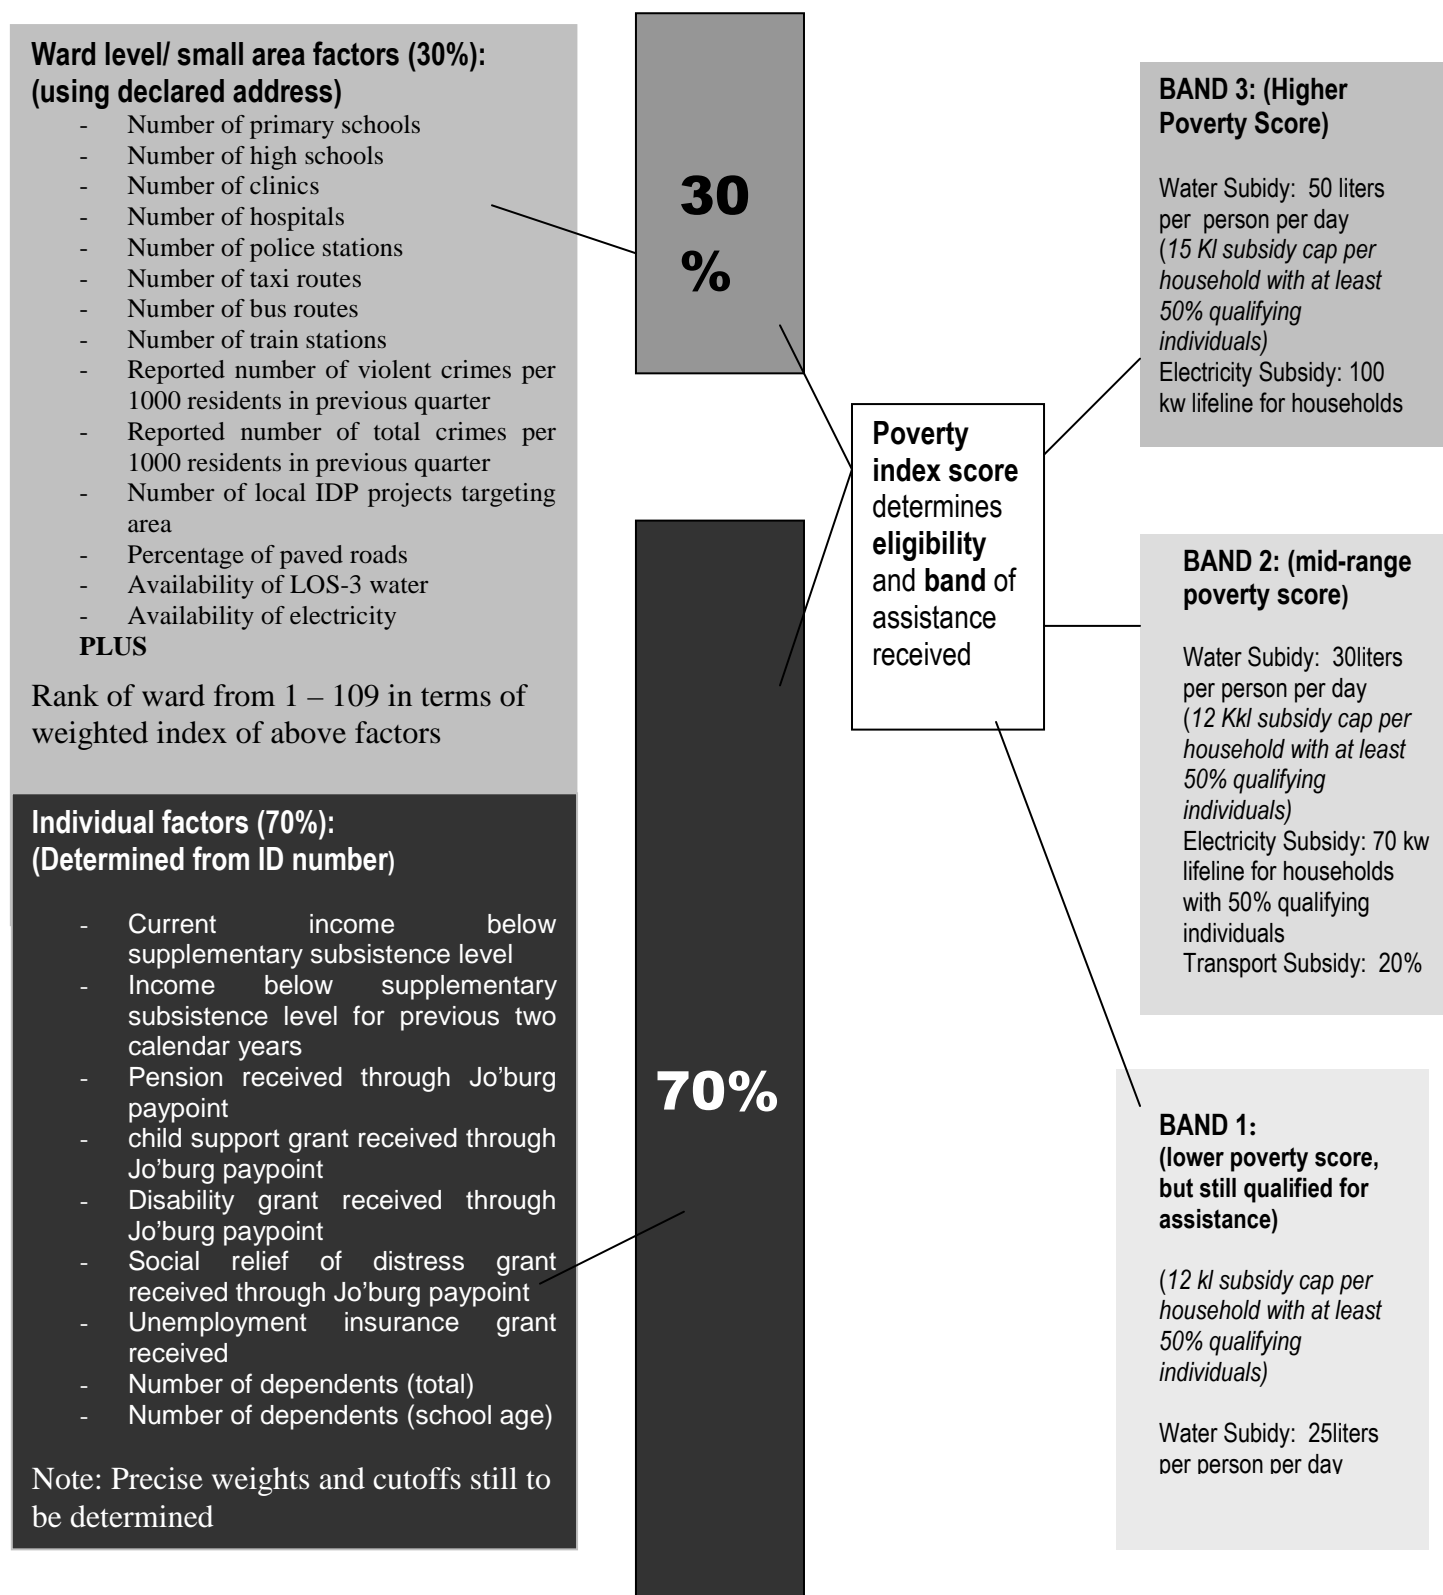 Ward level/ small area factors (30%):
(using declared address)
- Number of primary schools
- Number of high schools
- Number of clinics
- Number of hospitals
- Number of police stations
- Number of taxi routes
- Number of bus routes
- Number of train stations
- Reported number of violent crimes per
1000 residents in previous quarter
- Reported number of total crimes per
1000 residents in previous quarter
- Number of local IDP projects targeting
area
- Percentage of paved roads
- Availability of LOS-3 water
- Availability of electricity
PLUS
Rank of ward from 1 – 109 in terms of
weighted index of above factors
Individual factors (70%):
(Determined from ID number)
- Current income below
supplementary subsistence level
- Income below supplementary
subsistence level for previous two
calendar years
- Pension received through Jo’burg
paypoint
- child support grant received through
Jo’burg paypoint
- Disability grant received through
Jo’burg paypoint
- Social relief of distress grant
received through Jo’burg paypoint
- Unemployment insurance grant
received
- Number of dependents (total)
- Number of dependents (school age)
Note: Precise weights and cutoffs still to
be determined
30
%
70%
Poverty
index score
determines
eligibility
and band of
assistance
received
BAND 3: (Higher
Poverty Score)
Water Subidy: 50 liters
per person per day
(15 Kl subsidy cap per
household with at least
50% qualifying
individuals)
Electricity Subsidy: 100
kw lifeline for households
BAND 2: (mid-range
poverty score)
Water Subidy: 30liters
per person per day
(12 Kkl subsidy cap per
household with at least
50% qualifying
individuals)
Electricity Subsidy: 70 kw
lifeline for households
with 50% qualifying
individuals
Transport Subsidy: 20%
BAND 1:
(lower poverty score,
but still qualified for
assistance)
(12 kl subsidy cap per
household with at least
50% qualifying
individuals)
Water Subidy: 25liters
per person per day